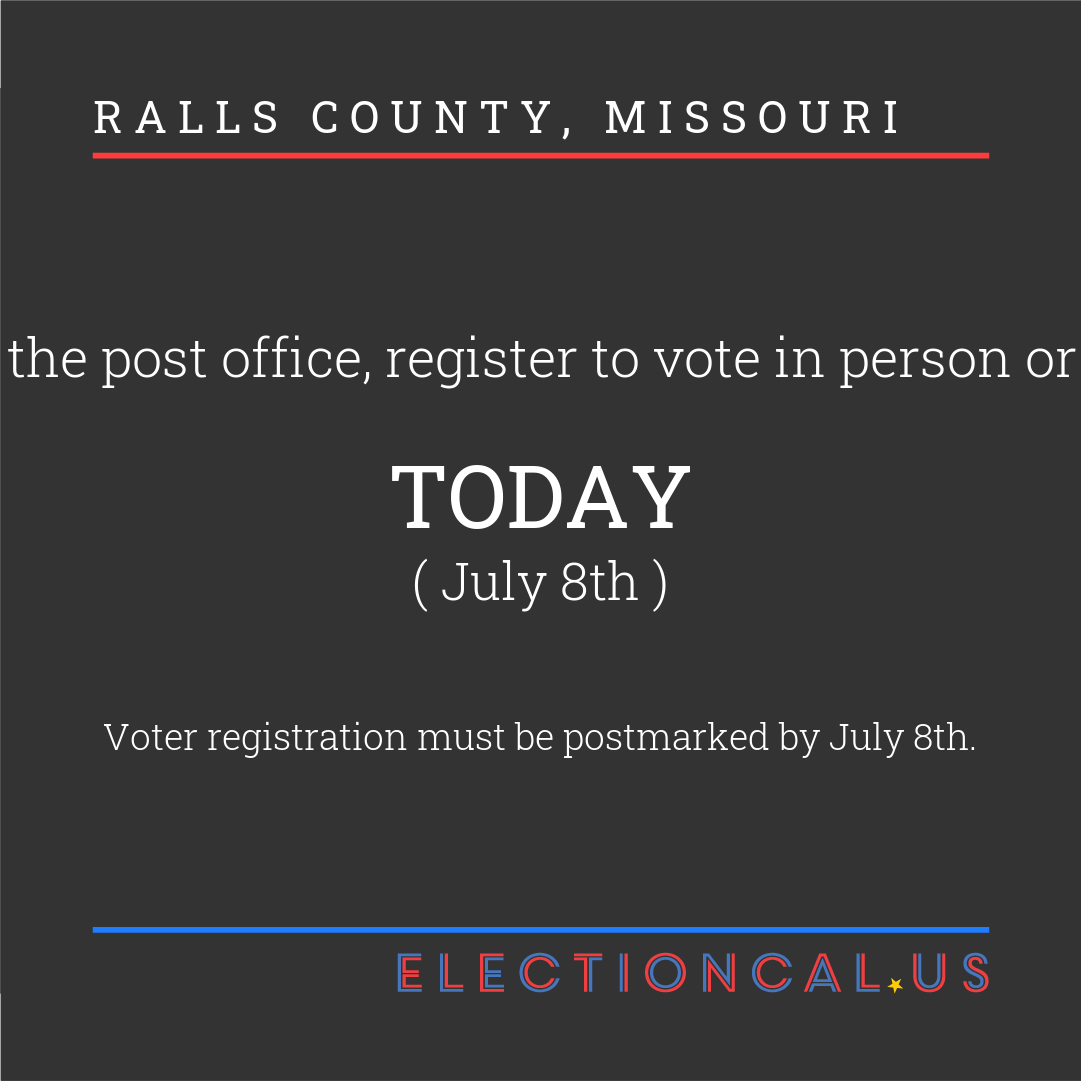 RALLS COUNTY, MISSOURI
the post office, register to vote in person or
TODAY
( July 8th )
Voter registration must be postmarked by July 8th.
ELECTIONCAL.US